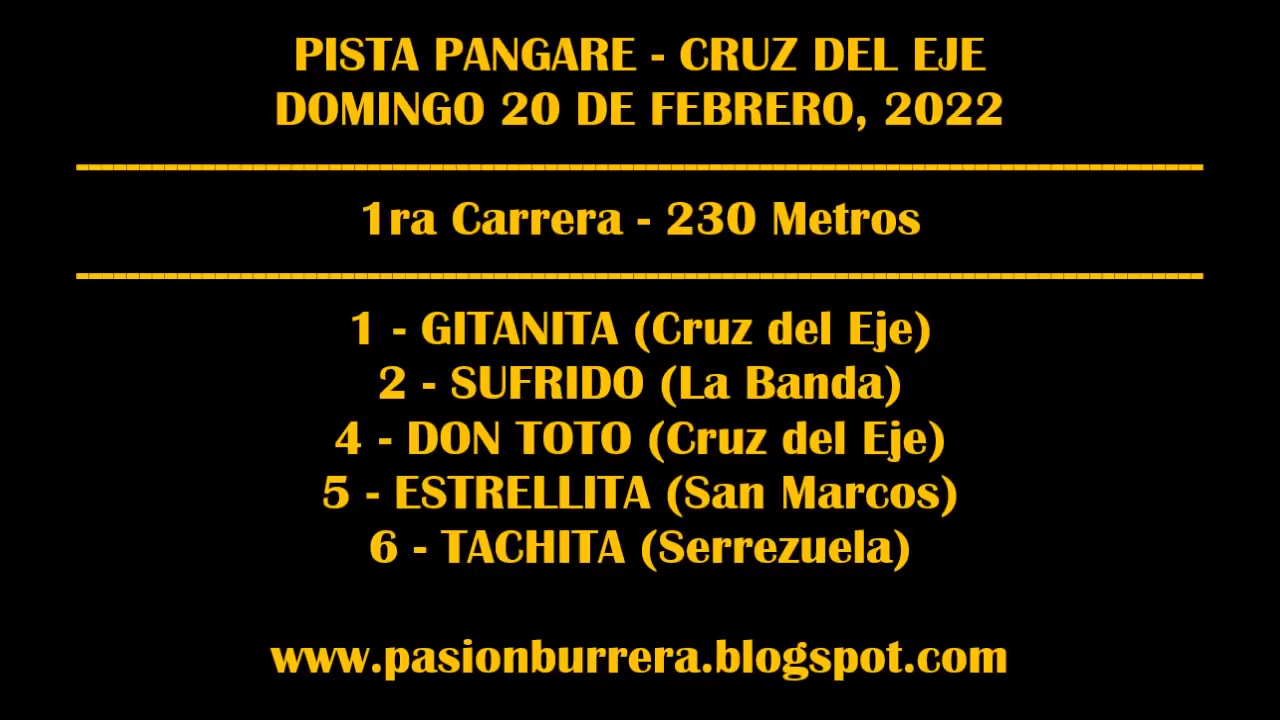 PISTA PANGARE - CRUZ DEL EJE
DOMINGO 20 DE FEBRERO, 2022
1ra Carrera - 230 Metros
1 - GITANITA (Cruz del Eje)
2 - SUFRIDO (La Banda)
4 - DON TOTO (Cruz del Eje)
5 - ESTRELLITA (San Marcos)
6 - TACHITA (Serrezuela)
www.pasionburrera.blogspot.com